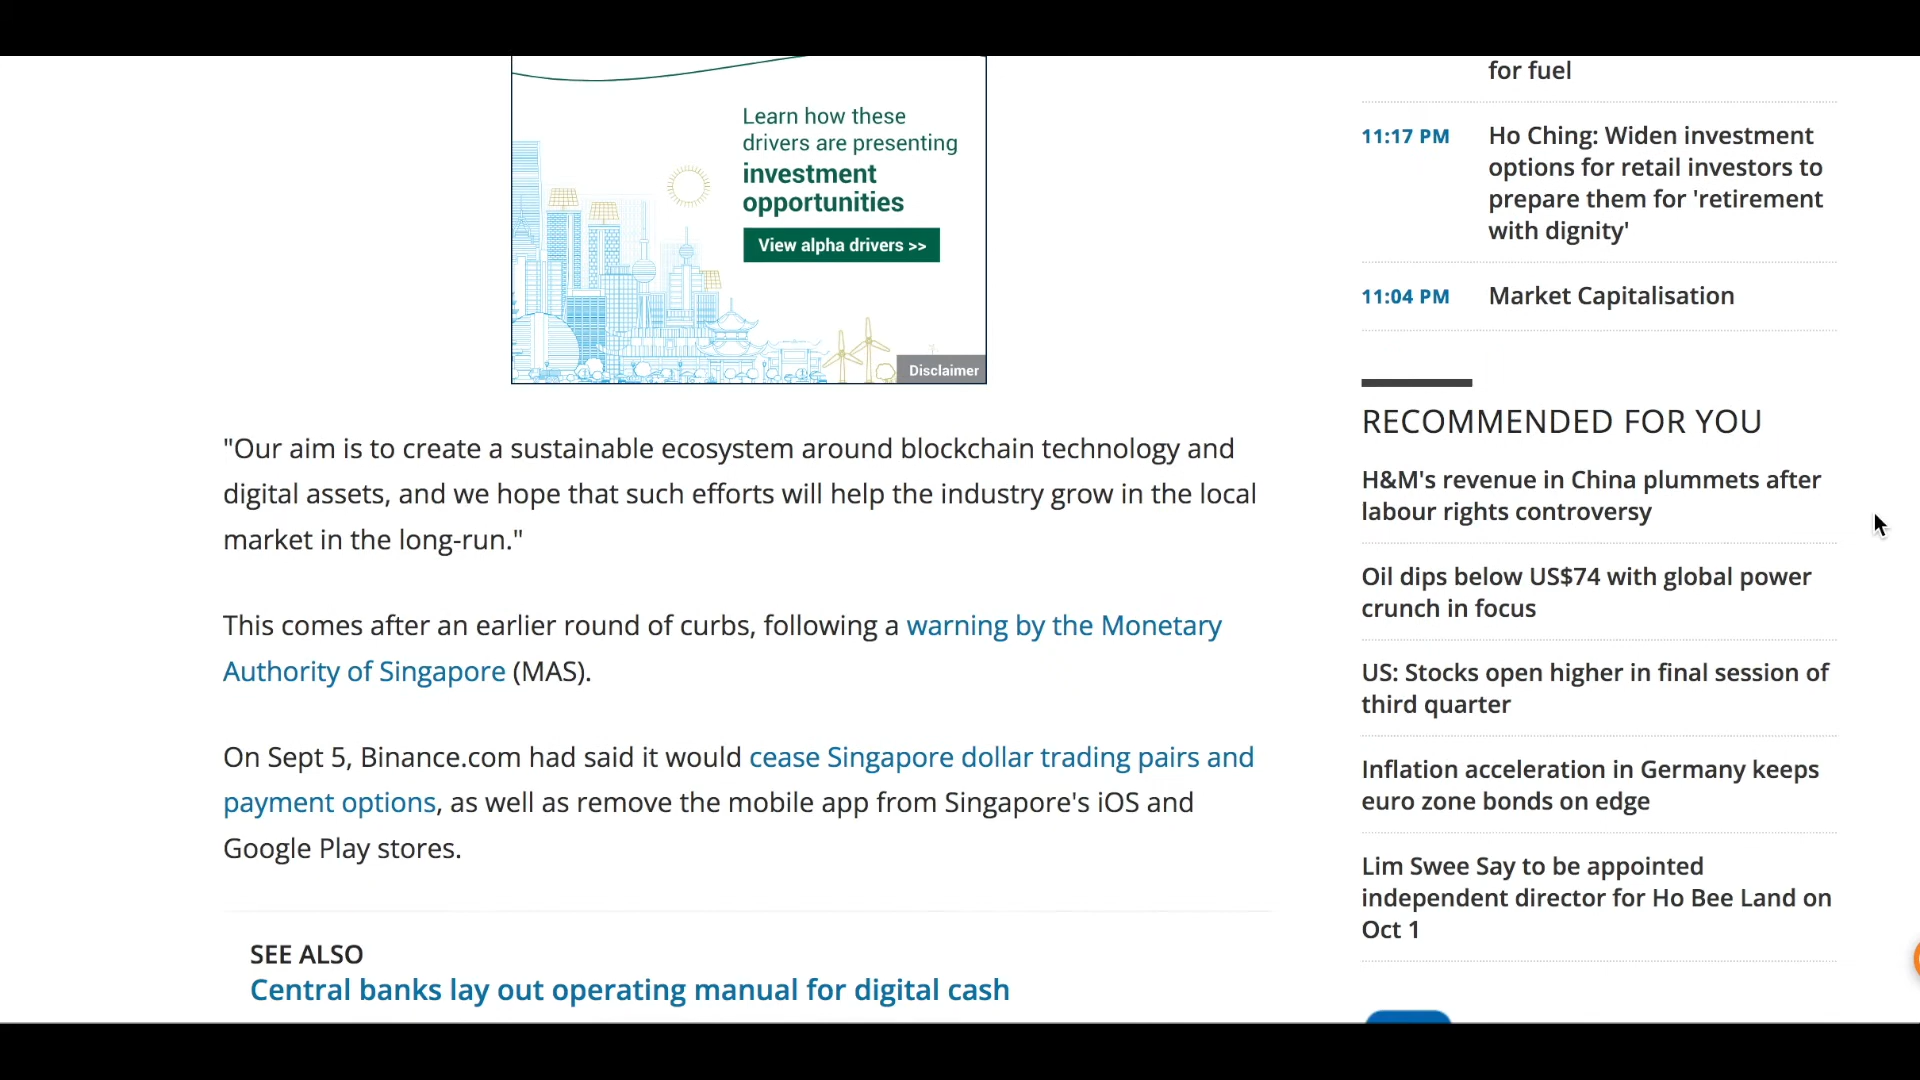 Learn how these
drivers are presenting
investment
opportunities
View alpha drivers >>
Disclaimer
"Our aim is to create a sustainable ecosystem around blockchain technology and
digital assets, and we hope that such efforts will help the industry grow in the local
market in the long-run."
This comes after an earlier round of curbs, following a warning by the Monetary
Authority of Singapore (MAS).
On Sept 5, Binance.com had said it would cease Singapore dollar trading pairs and
payment options, as well as remove the mobile app from Singapore's iOS and
Google Play stores.
SEE ALSO
Central banks lay out operating manual for digital cash
for fuel
11:17 PM
Ho Ching: Widen investment
options for retail investors to
prepare them for 'retirement
with dignity'
11:04 PM
Market Capitalisation
RECOMMENDED FOR YOU
H&M's revenue in China plummets after
labour rights controversy
Oil dips below US$74 with global power
crunch in focus
US: Stocks open higher in final session of
third quarter
Inflation acceleration in Germany keeps
euro zone bonds on edge
Lim Swee Say to be appointed
independent director for Ho Bee Land on
Oct 1